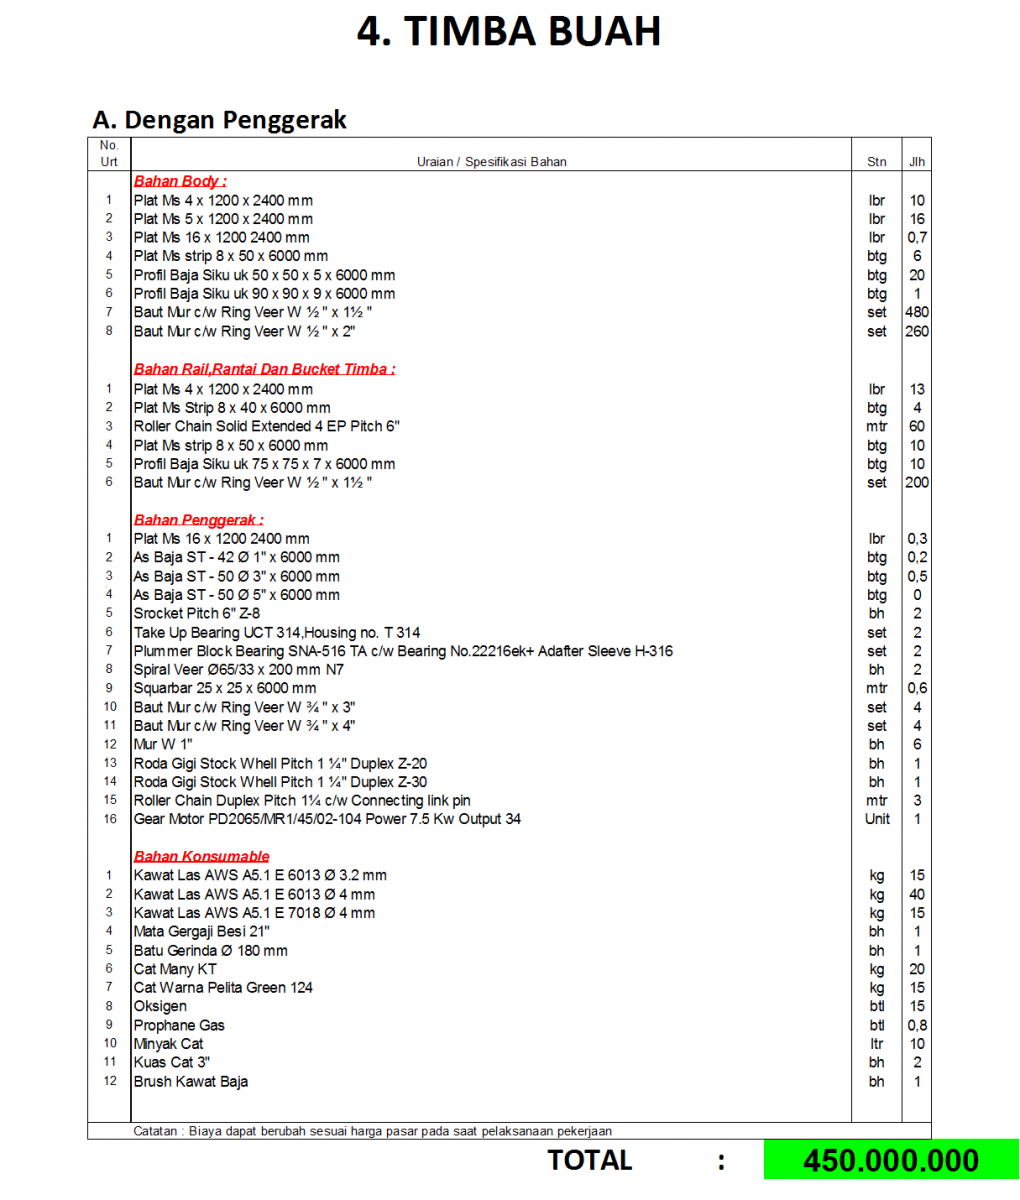 4. TIMBA BUAH
A. Dengan Penggerak
No. Urt Uraian / Spesifikasi Bahan Stn Jlh
Bahan Body :
1 Plat Ms 4 x 1200 x 2400 mm lbr 10
2 Plat Ms 5 x 1200 x 2400 mm lbr 16
3 Plat Ms 16 x 1200 2400 mm lbr 0,7
4 Plat Ms strip 8 x 50 x 6000 mm btg 6
5 Profil Baja Siku uk 50 x 50 x 5 x 6000 mm btg 20
6 Profil Baja Siku uk 90 x 90 x 9 x 6000 mm btg 1
7 Baut Mur c/w Ring Veer W ½ " x 1½ " set 480
8 Baut Mur c/w Ring Veer W ½ " x 2" set 260
Bahan Rail,Rantai Dan Bucket Timba :
1 Plat Ms 4 x 1200 x 2400 mm lbr 13
2 Plat Ms Strip 8 x 40 x 6000 mm btg 4
3 Roller Chain Solid Extended 4 EP Pitch 6" mtr 60
4 Plat Ms strip 8 x 50 x 6000 mm btg 10
5 Profil Baja Siku uk 75 x 75 x 7 x 6000 mm btg 10
6 Baut Mur c/w Ring Veer W ½ " x 1½ " set 200
Bahan Penggerak :
1 Plat Ms 16 x 1200 2400 mm lbr 0,3
2 As Baja ST - 42 Ø 1" x 6000 mm btg 0,2
3 As Baja ST - 50 Ø 3" x 6000 mm btg 0,5
4 As Baja ST - 50 Ø 5" x 6000 mm btg 0
5 Srocket Pitch 6" Z-8 bh 2
6 Take Up Bearing UCT 314,Housing no. T 314 set 2
7 Plummer Block Bearing SNA-516 TA c/w Bearing No.22216ek+ Adafter Sleeve H-316 set 2
8 Spiral Veer Ø65/33 x 200 mm N7 bh 2
9 Squarbar 25 x 25 x 6000 mm mtr 0,6
10 Baut Mur c/w Ring Veer W ¾ " x 3" set 4
11 Baut Mur c/w Ring Veer W ¾ " x 4" set 4
12 Mur W 1" bh 6
13 Roda Gigi Stock Whell Pitch 1 ¼" Duplex Z-20 bh 1
14 Roda Gigi Stock Whell Pitch 1 ¼" Duplex Z-30 bh 1
15 Roller Chain Duplex Pitch 1¼ c/w Connecting link pin mtr 3
16 Gear Motor PD2065/MR1/45/02-104 Power 7.5 Kw Output 34 Unit 1
Bahan Konsumable
1 Kawat Las AWS A5.1 E 6013 Ø 3.2 mm kg 15
2 Kawat Las AWS A5.1 E 6013 Ø 4 mm kg 40
3 Kawat Las AWS A5.1 E 7018 Ø 4 mm kg 15
4 Mata Gergaji Besi 21" bh 1
5 Batu Gerinda Ø 180 mm bh 1
6 Cat Many KT kg 20
7 Cat Warna Pelita Green 124 kg 15
8 Oksigen btl 15
9 Prophane Gas btl 0,8
10 Minyak Cat ltr 10
11 Kuas Cat 3" bh 2
12 Brush Kawat Baja bh 1
Catatan : Biaya dapat berubah sesuai harga pasar pada saat pelaksanaan pekerjaan
TOTAL : 450.000.000